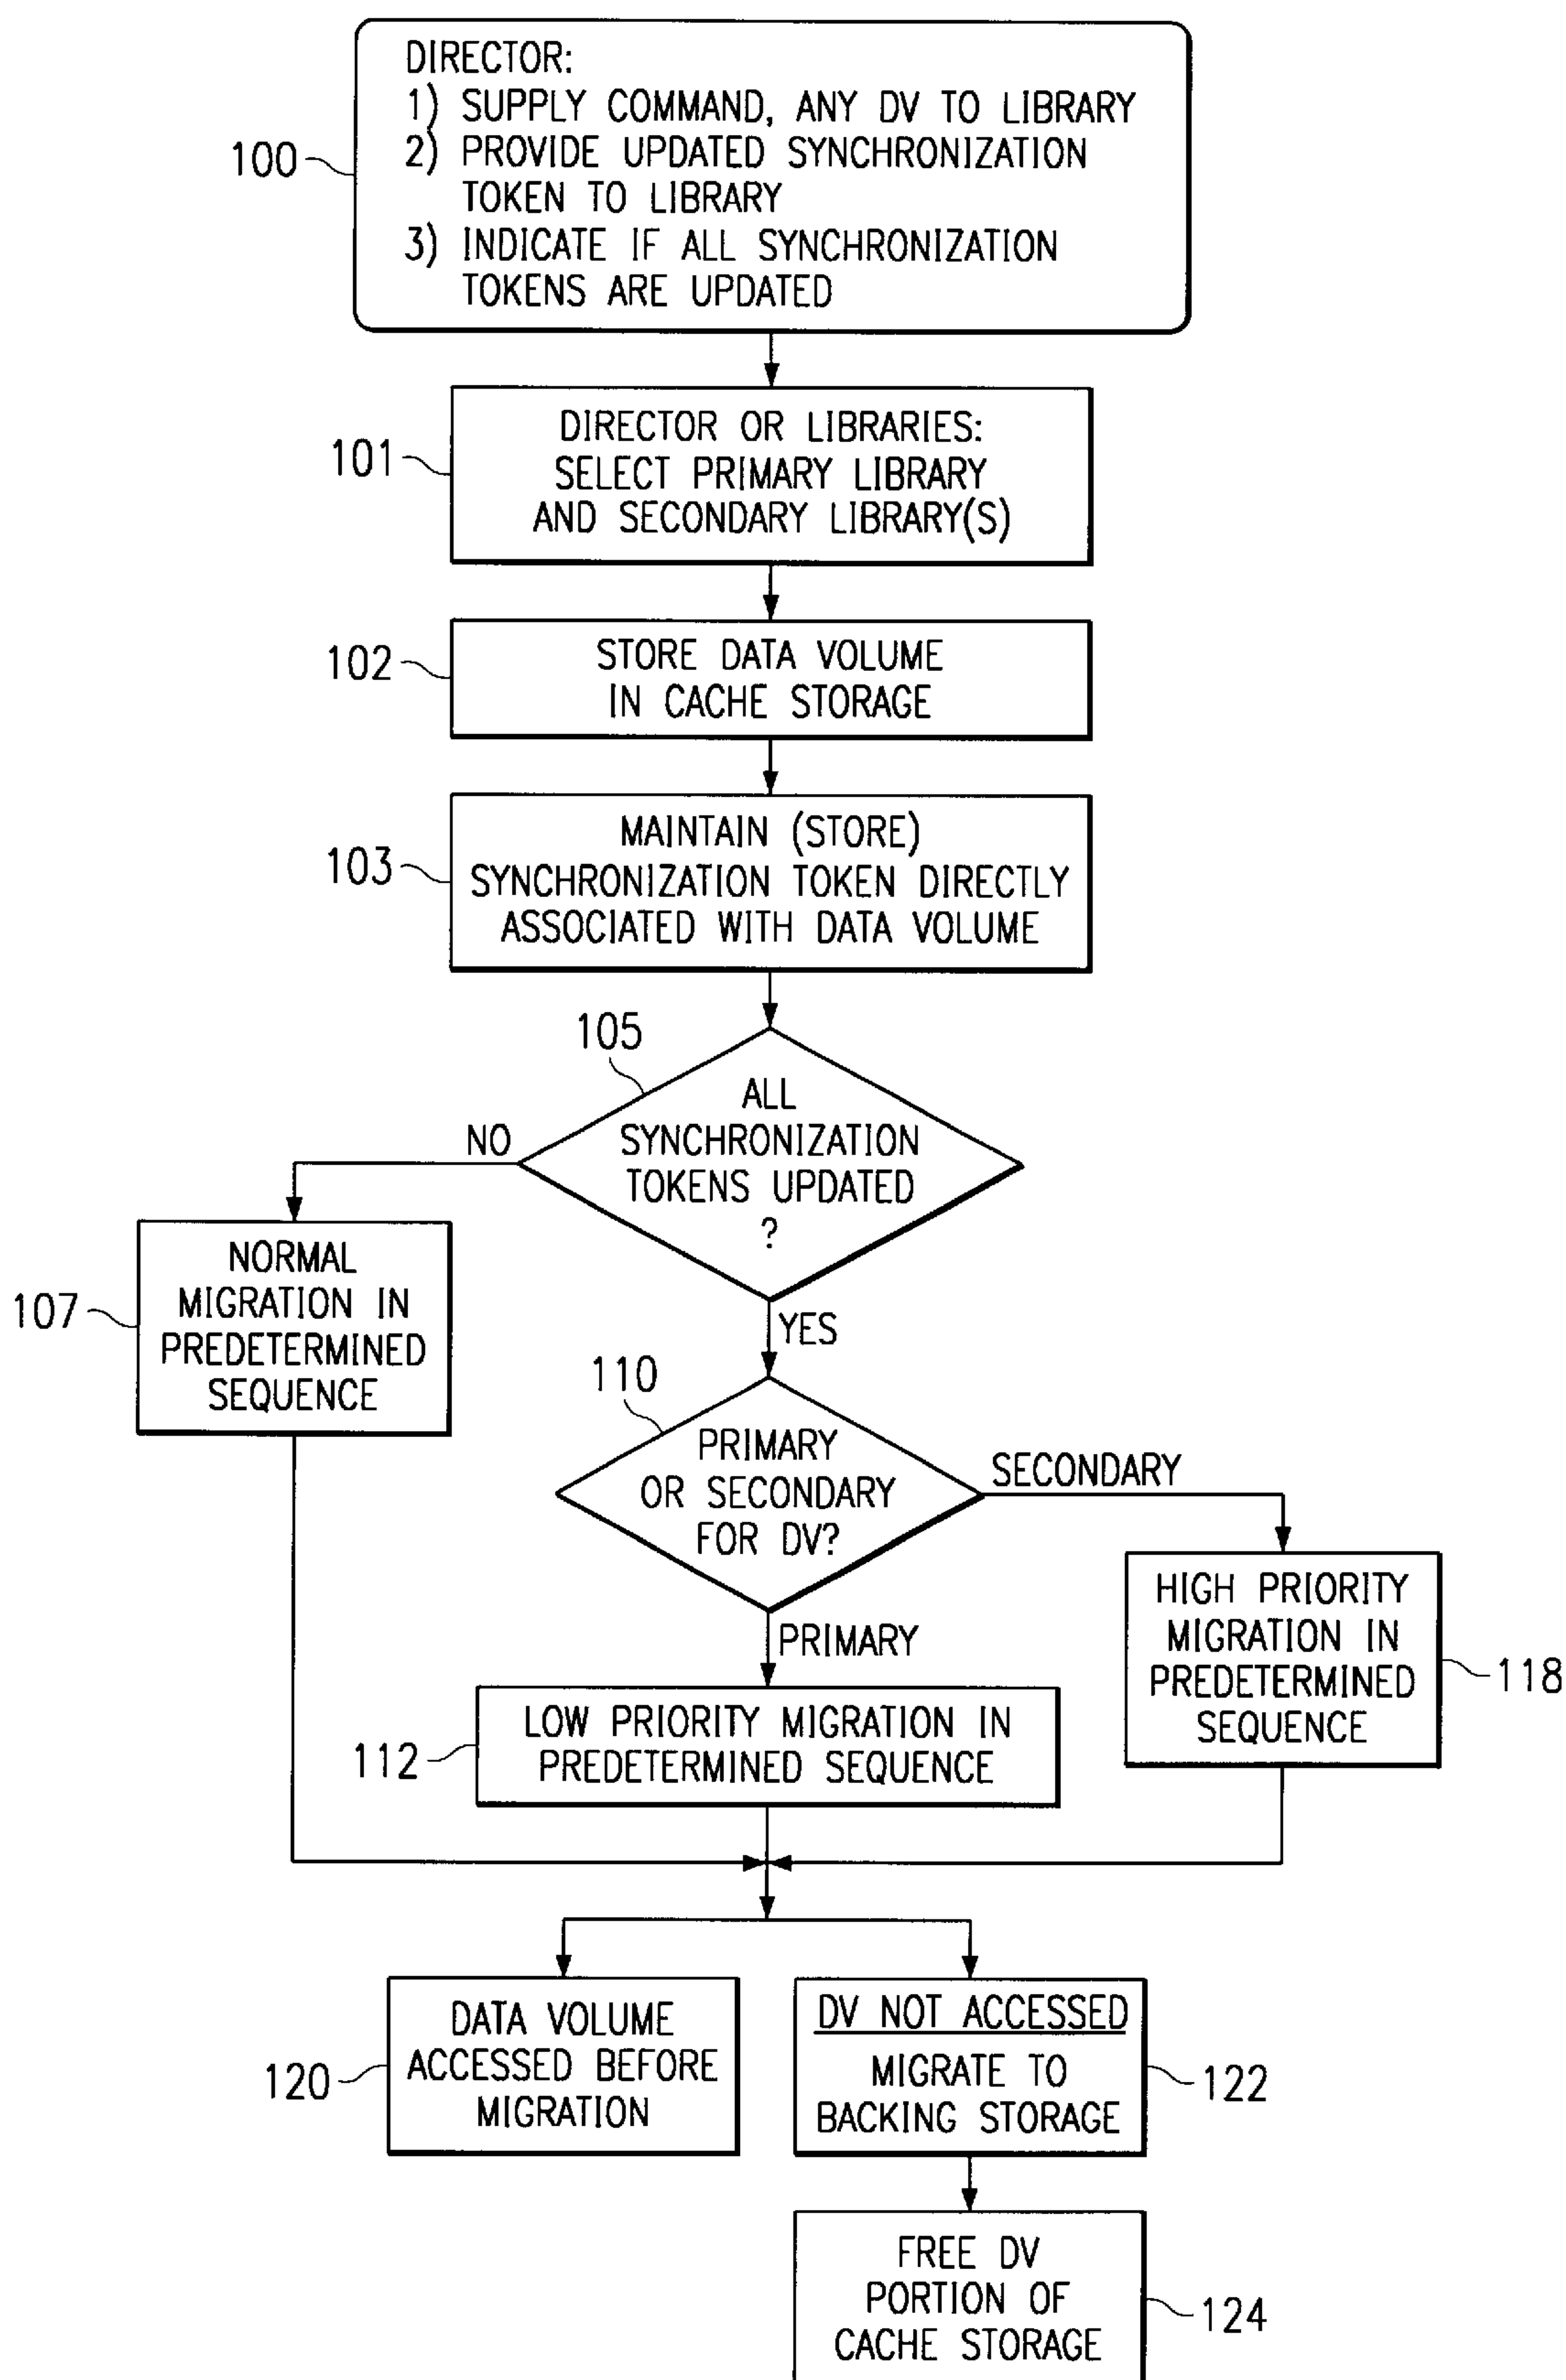 DIRECTOR:
1) SUPPLY COMMAND, ANY DV TO LIBRARY
2) PROVIDE UPDATED SYNCHRONIZATION
TOKEN TO LIBRARY
3) INDICATE IF ALL SYNCHRONIZATION
TOKENS ARE UPDATED
100
DIRECTOR OR LIBRARIES:
SELECT PRIMARY LIBRARY
AND SECONDARY LIBRARY(S)
101
STORE DATA VOLUME
IN CACHE STORAGE
102
MAINTAIN (STORE)
SYNCHRONIZATION TOKEN DIRECTLY
ASSOCIATED WITH DATA VOLUME
103
105
ALL
SYNCHRONIZATION
TOKENS UPDATED
?
NO
YES
NORMAL
MIGRATION IN
PREDETERMINED
SEQUENCE
107
110
PRIMARY
OR SECONDARY
FOR DV?
SECONDARY
PRIMARY
HIGH PRIORITY
MIGRATION IN
PREDETERMINED
SEQUENCE
118
LOW PRIORITY MIGRATION IN
PREDETERMINED SEQUENCE
112
DATA VOLUME
ACCESSED BEFORE
MIGRATION
120
DV NOT ACCESSED
MIGRATE TO
BACKING STORAGE
122
FREE DV
PORTION OF
CACHE STORAGE
124